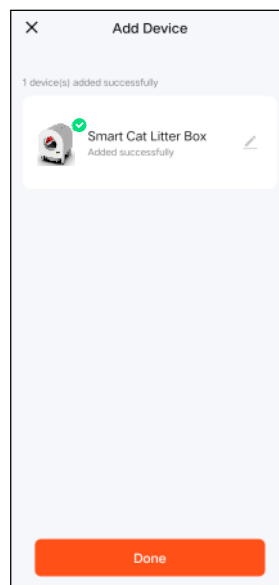 Add Device
1 device(s) added successfully
Smart Cat Litter Box
Added successfully
Done